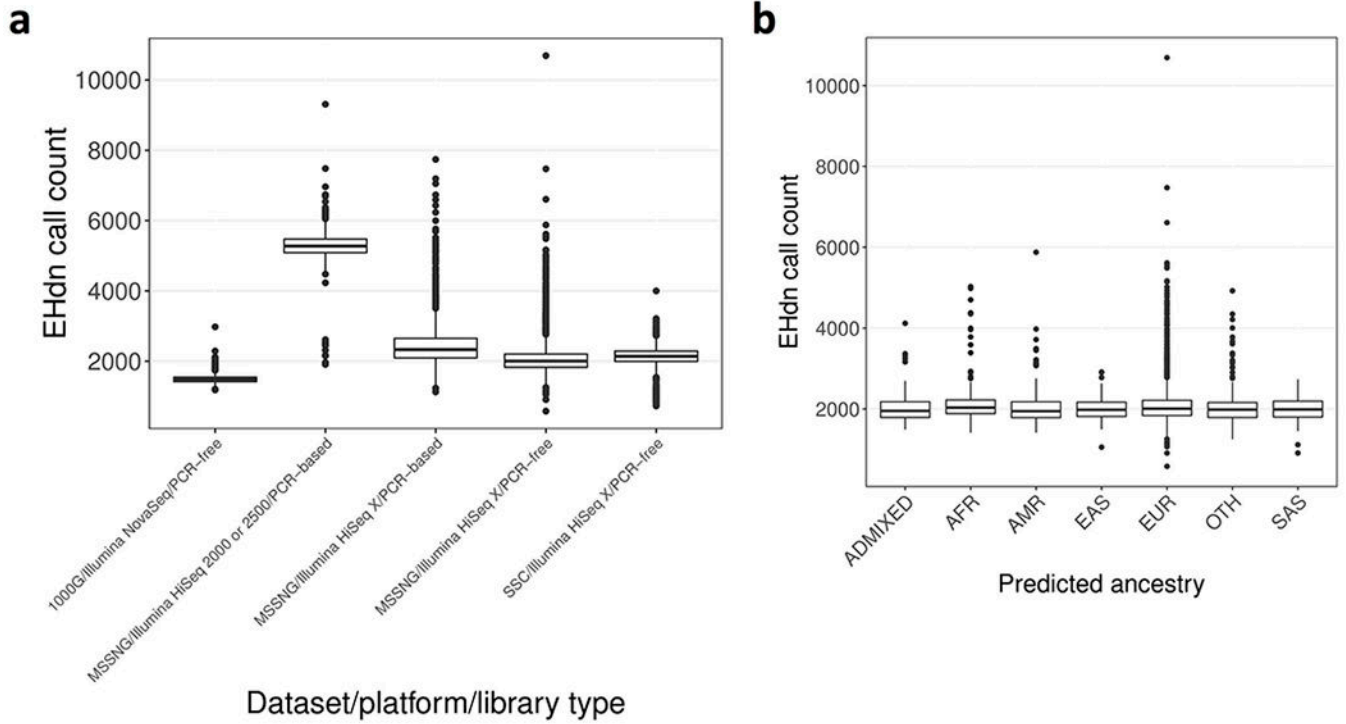 a
EHdn call count
10000
8000
6000
4000
2000
1000G/Illumina NovaSeq/PCR-free
MSSNG/Illumina HiSeq 2000 or 2500/PCR-based
MSSNG/Illumina HiSeq X/PCR-based
MSSNG/Illumina HiSeq X/PCR-free
SSC/Illumina HiSeq X/PCR-free
Dataset/platform/library type
b
EHdn call count
10000
8000
6000
4000
2000
ADMIXED
AFR
AMR
EAS
EUR
OTH
SAS
Predicted ancestry